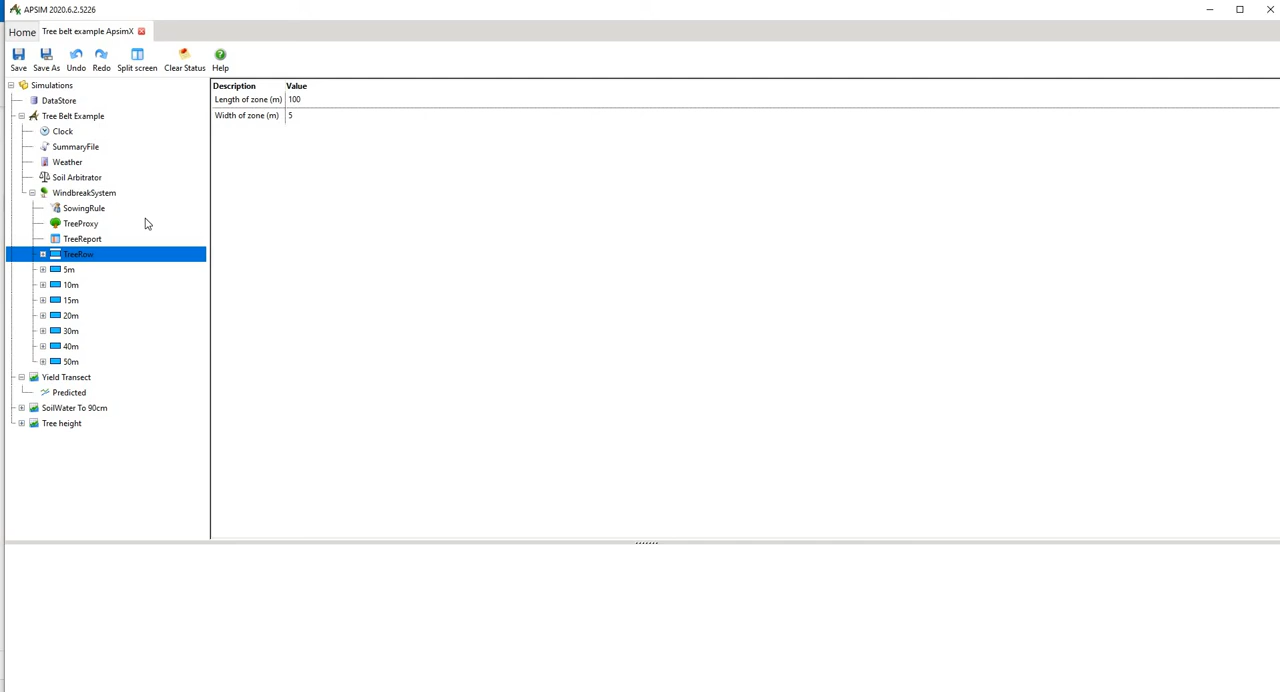 APSIM 2020.6.2.5226
Home Tree belt example ApsimX
Save Save As Undo Redo Split screen Clear Status Help
Simulations
DataStore
Tree Belt Example
Clock
SummaryFile
Weather
Soil Arbitrator
WindbreakSystem
SowingRule
TreeProxy
TreeReport
TreeRow
5m
10m
15m
20m
30m
40m
50m
Yield Transect
Predicted
SoilWater To 90cm
Tree height
Description Value
Length of zone (m) 100
Width of zone (m) 5